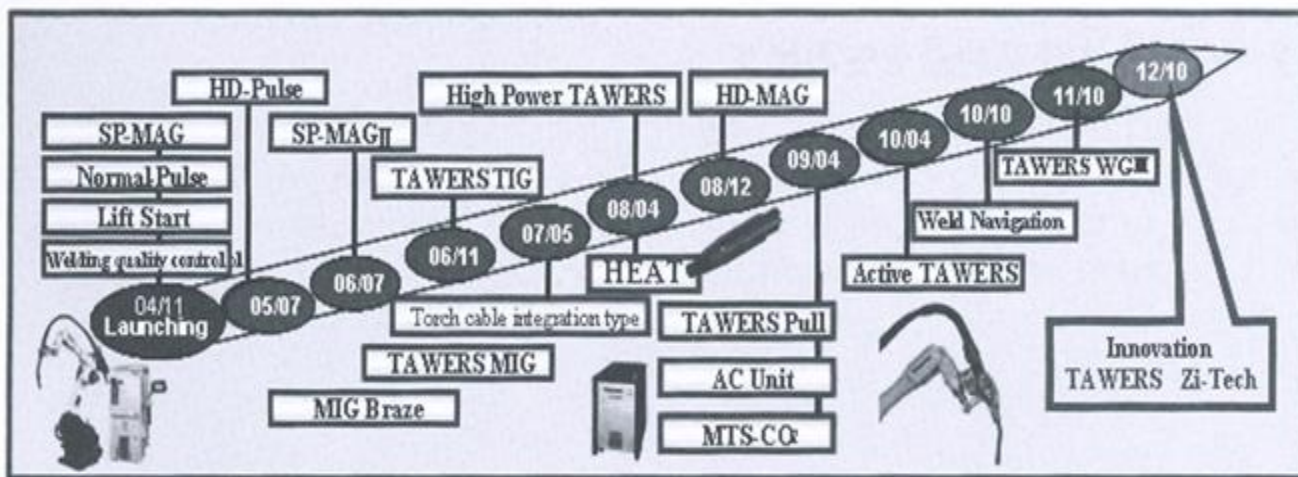 SP-MAG
Normal-Pulse
Lift Start
Welding quality controlol
04/11
Launching
HD-Pulse
05/07
SP-MAGⅡ
06/07
TAWERS TIG
06/11
07/05
Torch cable integration type
TAWERS MIG
MIG Braze
High Power TAWERS
08/04
HEAT
HD-MAG
08/12
09/04
TAWERS Pull
AC Unit
MTS-CO₂
10/04
Active TAWERS
10/10
Weld Navigation
11/10
TAWERS WGⅢ
12/10
Innovation
TAWERS Zi-Tech